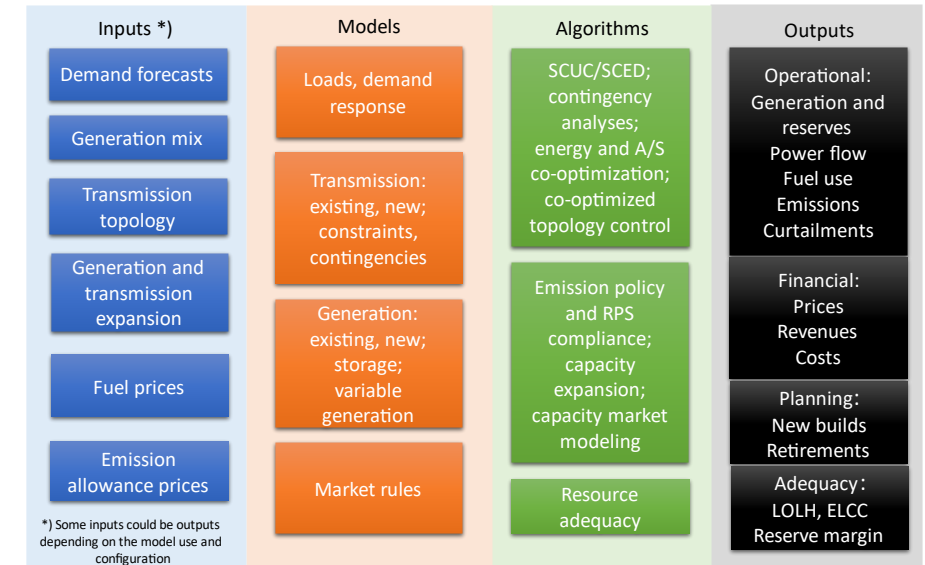 Inputs *)
Demand forecasts
Generation mix
Transmission
topology
Generation and
transmission
expansion
Fuel prices
Emission
allowance prices
*) Some inputs could be outputs
depending on the model use and
configuration
Models
Loads, demand
response
Transmission:
existing, new;
constraints,
contingencies
Generation:
existing, new;
storage;
variable
generation
Market rules
Algorithms
SCUC/SCED;
contingency
analyses;
energy and A/S
co-optimization;
co-optimized
topology control
Emission policy
and RPS
compliance;
capacity
expansion;
capacity market
modeling
Resource
adequacy
Outputs
Operational:
Generation and
reserves
Power flow
Fuel use
Emissions
Curtailments
Financial:
Prices
Revenues
Costs
Planning:
New builds
Retirements
Adequacy:
LOLH, ELCC
Reserve margin